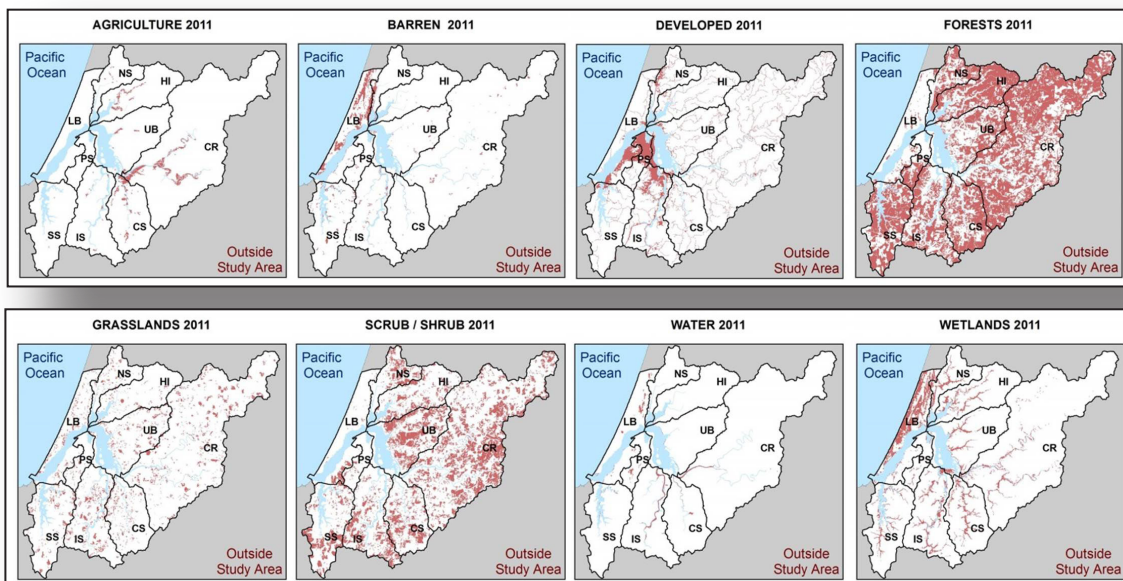 AGRICULTURE 2011
Pacific
Ocean
NS
HI
LB
UB
CR
PS
SS
IS
CS
Outside
Study Area
BARREN 2011
Pacific
Ocean
NS
HI
LB
UB
CR
PS
SS
IS
CS
Outside
Study Area
DEVELOPED 2011
Pacific
Ocean
NS
HI
LB
UB
CR
PS
SS
IS
CS
Outside
Study Area
FORESTS 2011
Pacific
Ocean
NS
HI
LB
UB
CR
PS
SS
IS
CS
Outside
Study Area
GRASSLANDS 2011
Pacific
Ocean
NS
HI
LB
UB
CR
PS
SS
IS
CS
Outside
Study Area
SCRUB / SHRUB 2011
Pacific
Ocean
NS
HI
LB
UB
CR
PS
SS
IS
CS
Outside
Study Area
WATER 2011
Pacific
Ocean
NS
HI
LB
UB
CR
PS
SS
IS
CS
Outside
Study Area
WETLANDS 2011
Pacific
Ocean
NS
HI
LB
UB
CR
PS
SS
IS
CS
Outside
Study Area